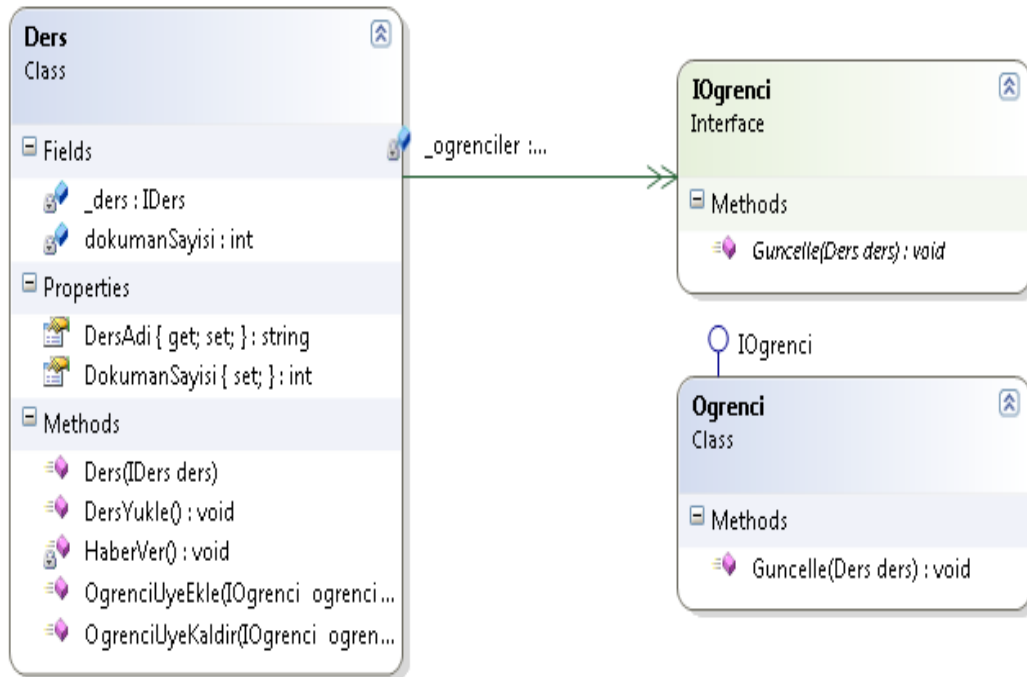 Ders
Class
Fields
_ders : IDers
dokumanSayisi : int
Properties
DersAdi { get; set; } : string
DokumanSayisi { set; } : int
Methods
Ders(IDers ders)
DersYukle() : void
HaberVer() : void
OgrenciUyeEkle(IOgrenci ogrenci...
OgrenciUyeKaldir(IOgrenci ogren...
_ogrenciler :...
IOgrenci
Interface
Methods
Guncelle(Ders ders) : void
IOgrenci
Ogrenci
Class
Methods
Guncelle(Ders ders) : void